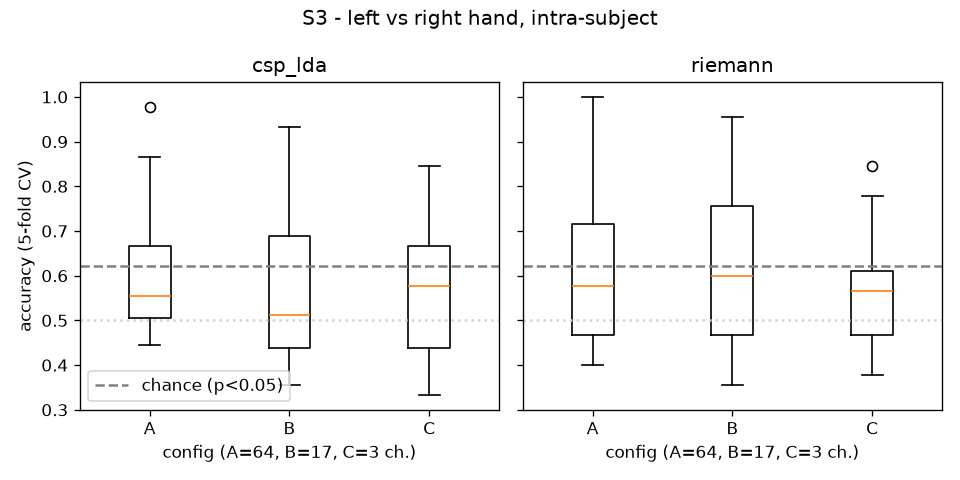 S3 - left vs right hand, intra-subject
csp_lda
riemann
accuracy (5-fold CV)
1.0
0.9
0.8
0.7
0.6
0.5
0.4
0.3
chance (p<0.05)
A B C
A B C
config (A=64, B=17, C=3 ch.)
config (A=64, B=17, C=3 ch.)